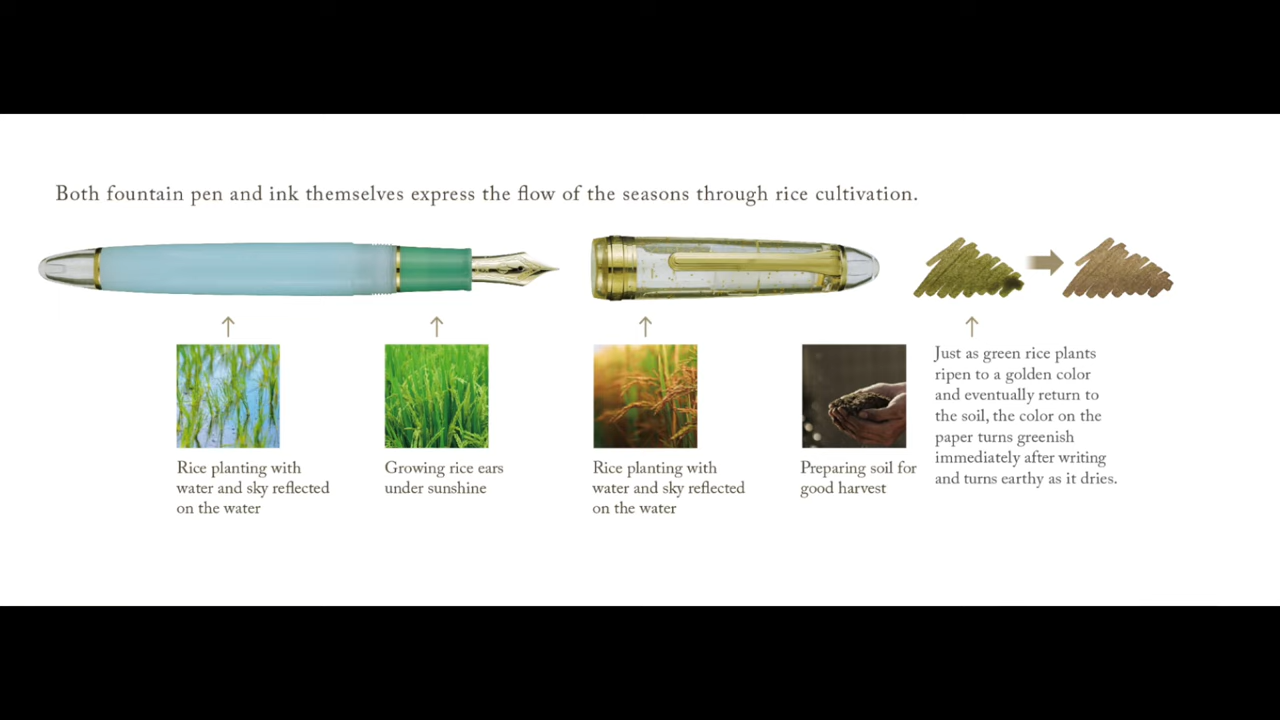 Both fountain pen and ink themselves express the flow of the seasons through rice cultivation.
Rice planting with
water and sky reflected
on the water
Growing rice ears
under sunshine
Rice planting with
water and sky reflected
on the water
Preparing soil for
good harvest
Just as green rice plants
ripen to a golden color
and eventually return to
the soil, the color on the
paper turns greenish
immediately after writing
and turns earthy as it dries.